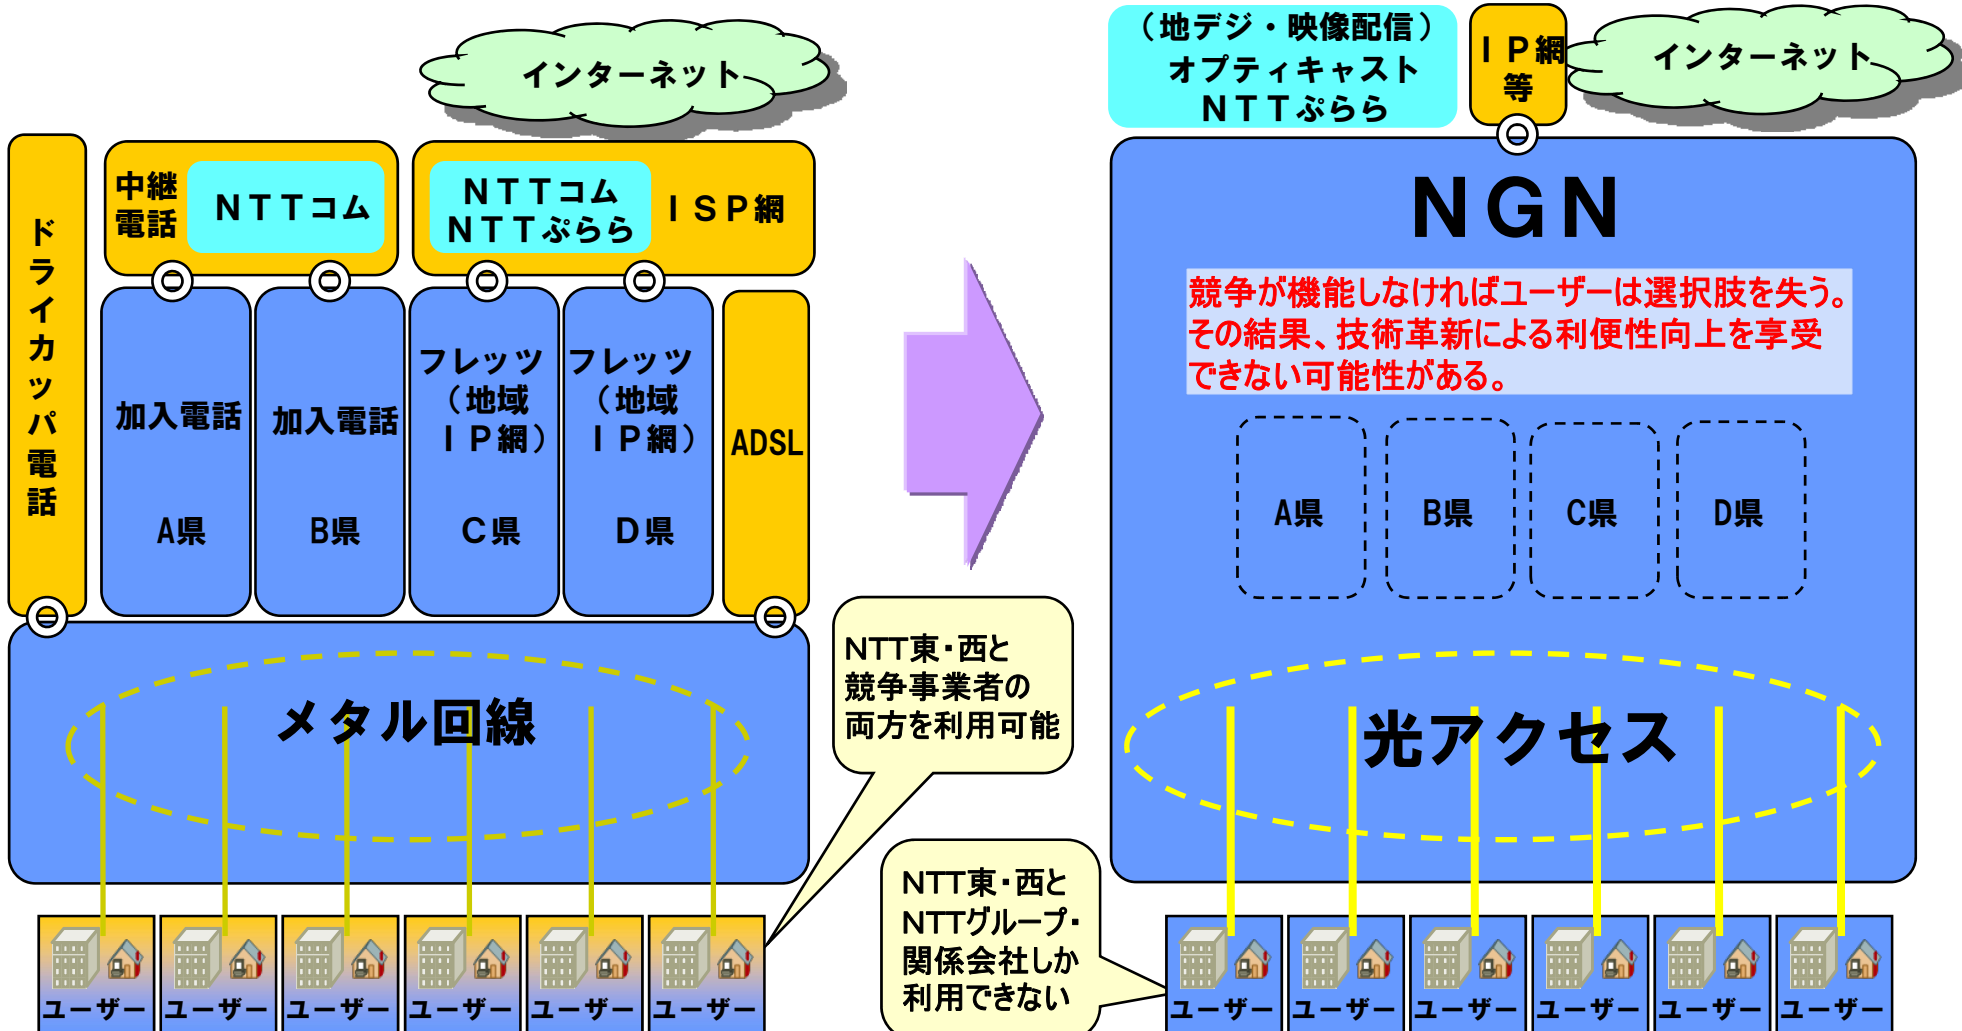 インターネット
ドライカッパ電話
中継
電話
NTTコム
NTTコム
NTTぷらら
ISP網
加入電話
A県
加入電話
B県
フレッツ
(地域
IP網)
C県
フレッツ
(地域
IP網)
D県
ADSL
メタル回線
NTT東・西と
競争事業者の
両方を利用可能
ユーザー
ユーザー
ユーザー
ユーザー
ユーザー
ユーザー
(地デジ・映像配信)
オプティキャスト
NTTぷらら
IP網
等
インターネット
NGN
競争が機能しなければユーザーは選択肢を失う。
その結果、技術革新による利便性向上を享受
できない可能性がある。
A県
B県
C県
D県
光アクセス
NTT東・西と
NTTグループ・
関係会社しか
利用できない
ユーザー
ユーザー
ユーザー
ユーザー
ユーザー
ユーザー